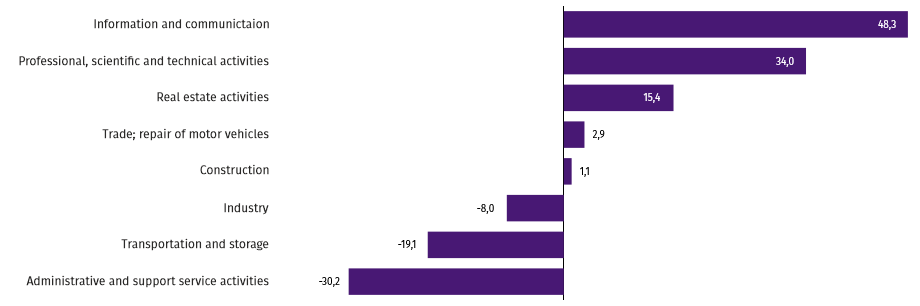 Information and communictaion 48,3
Professional, scientific and technical activities 34,0
Real estate activities 15,4
Trade; repair of motor vehicles 2,9
Construction 1,1
Industry -8,0
Transportation and storage -19,1
Administrative and support service activities -30,2